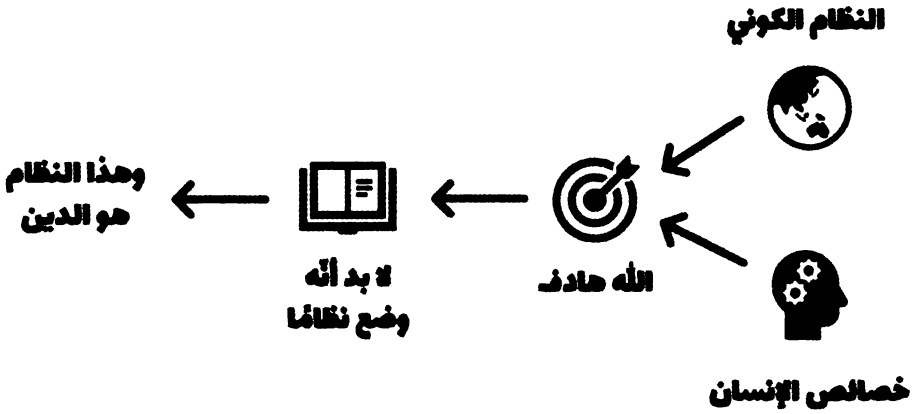 النظام الكوني
خصائص الإنسان
الله هادف
لا بد أنّه
وضع نظامًا
وهذا النظام
هو الدين